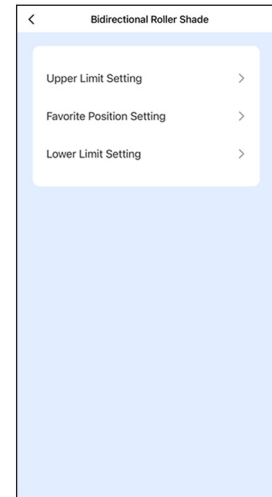 Bidirectional Roller Shade
Upper Limit Setting
Favorite Position Setting
Lower Limit Setting